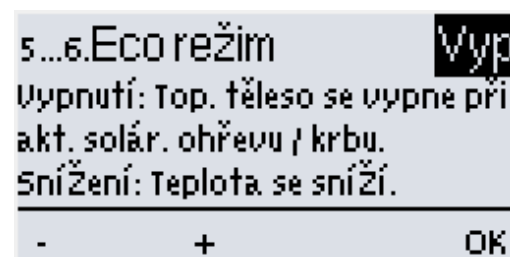 5...6.Eco režim Vyp
Vypnutí: Top. těleso se vypne při
akt. solár. ohřevu / krbu.
Snížení: Teplota se sníží.
- + OK